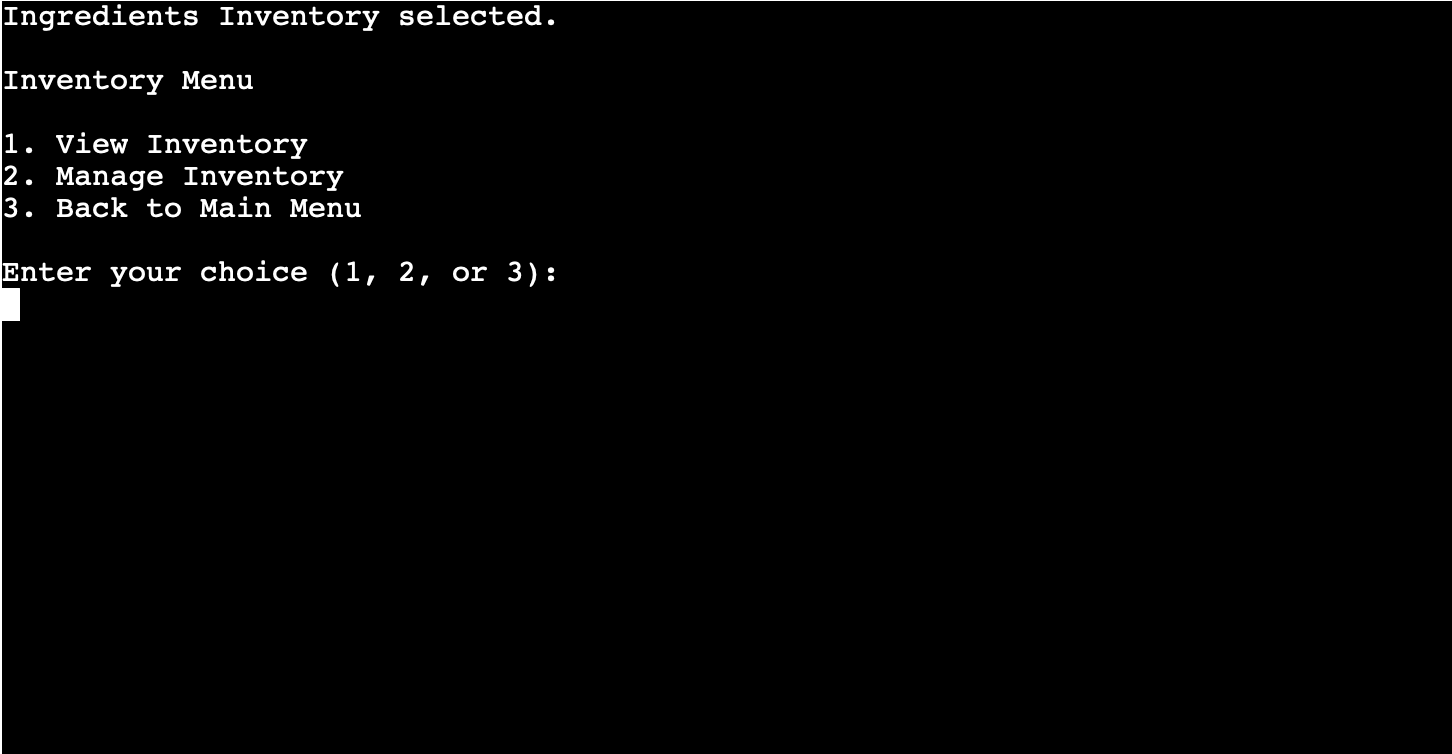 Ingredients Inventory selected.
Inventory Menu
1. View Inventory
2. Manage Inventory
3. Back to Main Menu
Enter your choice (1, 2, or 3):